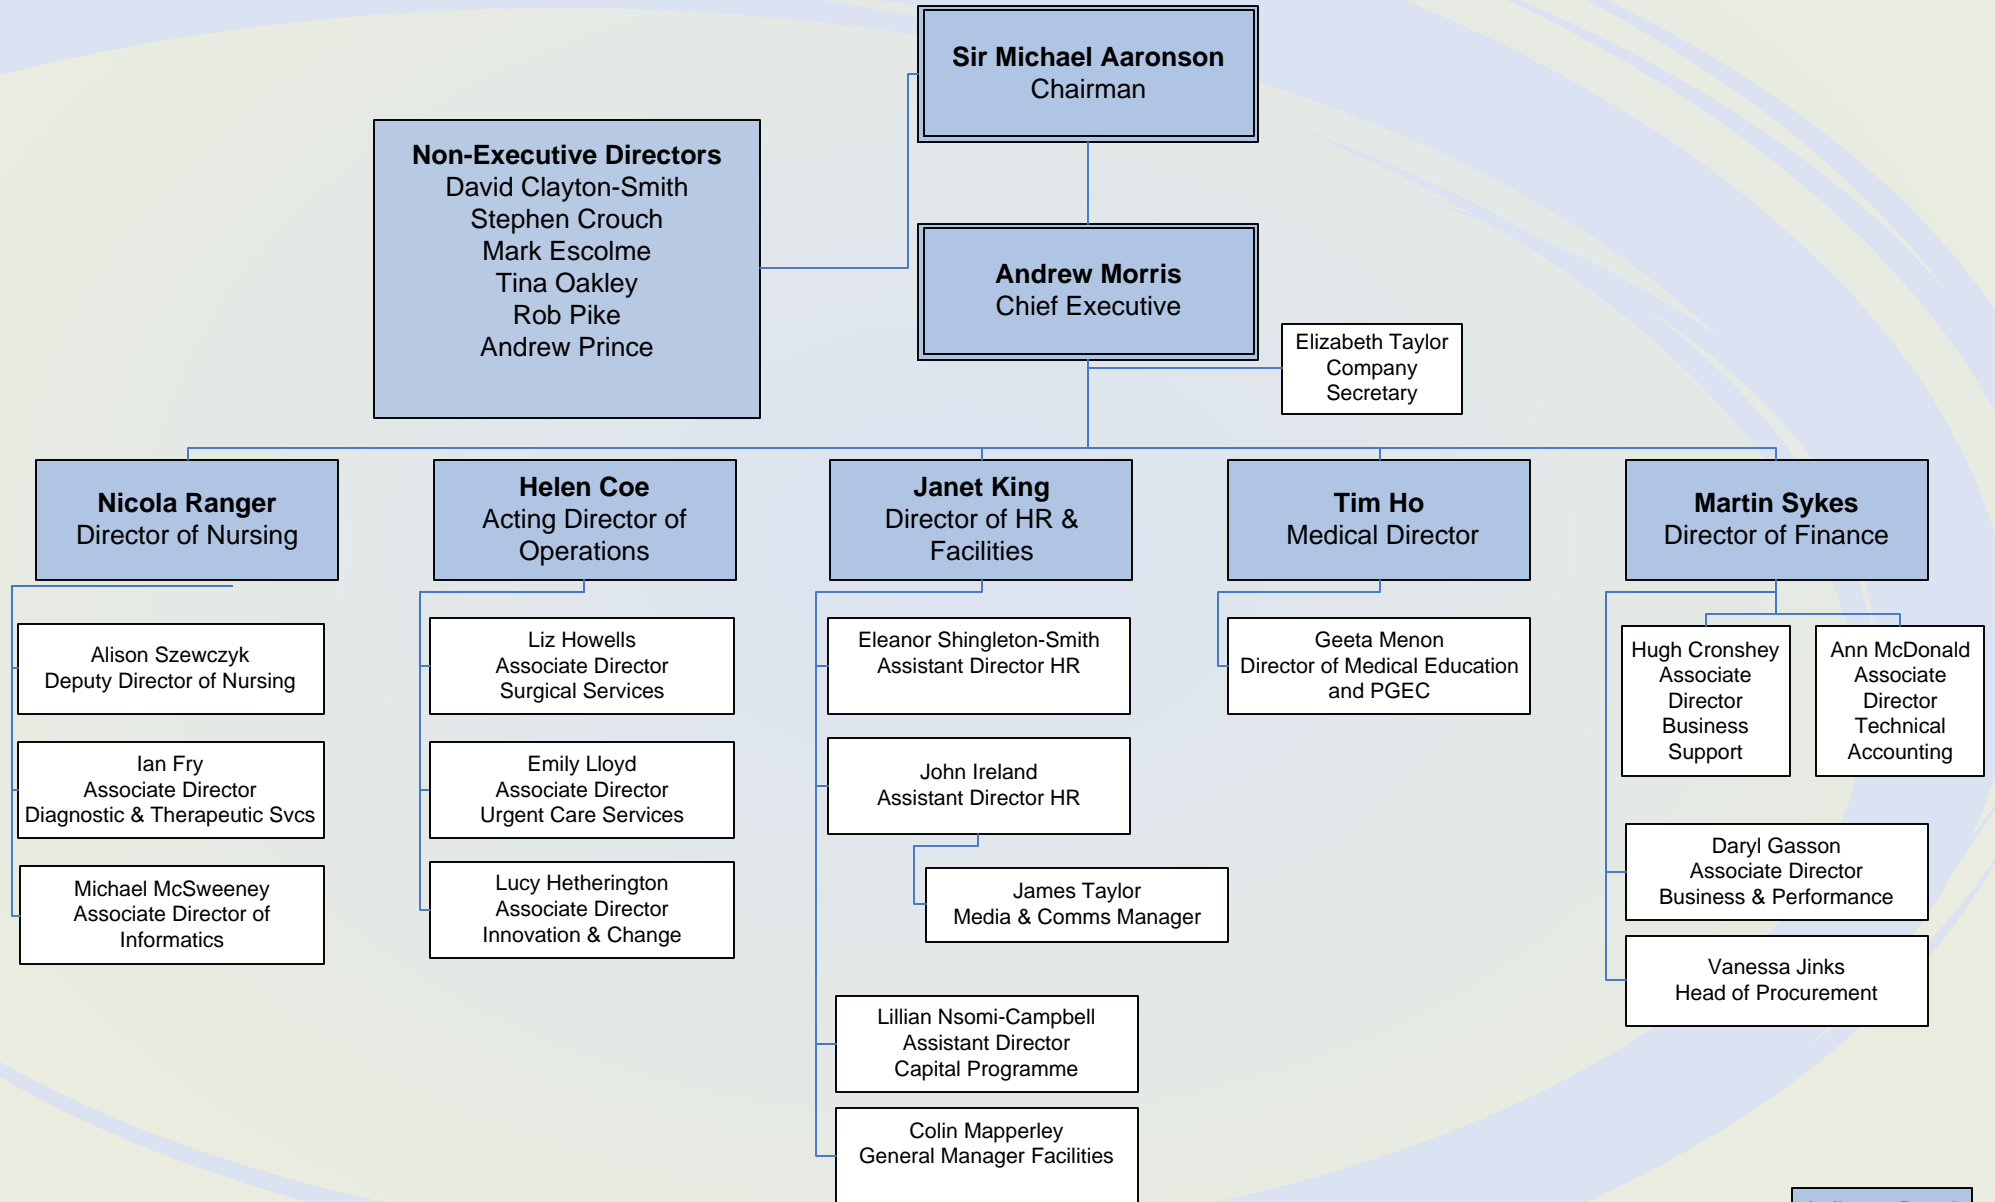 Sir Michael Aaronson
Chairman
Non-Executive Directors
David Clayton-Smith
Stephen Crouch
Mark Escolme
Tina Oakley
Rob Pike
Andrew Prince
Andrew Morris
Chief Executive
Elizabeth Taylor
Company
Secretary
Nicola Ranger
Director of Nursing
Helen Coe
Acting Director of
Operations
Janet King
Director of HR &
Facilities
Tim Ho
Medical Director
Martin Sykes
Director of Finance
Alison Szewczyk
Deputy Director of Nursing
Ian Fry
Associate Director
Diagnostic & Therapeutic Svcs
Michael McSweeney
Associate Director of
Informatics
Liz Howells
Associate Director
Surgical Services
Emily Lloyd
Associate Director
Urgent Care Services
Lucy Hetherington
Associate Director
Innovation & Change
Eleanor Shingleton-Smith
Assistant Director HR
John Ireland
Assistant Director HR
James Taylor
Media & Comms Manager
Lillian Nsomi-Campbell
Assistant Director
Capital Programme
Colin Mapperley
General Manager Facilities
Geeta Menon
Director of Medical Education
and PGEC
Hugh Cronshey
Associate
Director
Business
Support
Ann McDonald
Associate
Director
Technical
Accounting
Daryl Gasson
Associate Director
Business & Performance
Vanessa Jinks
Head of Procurement